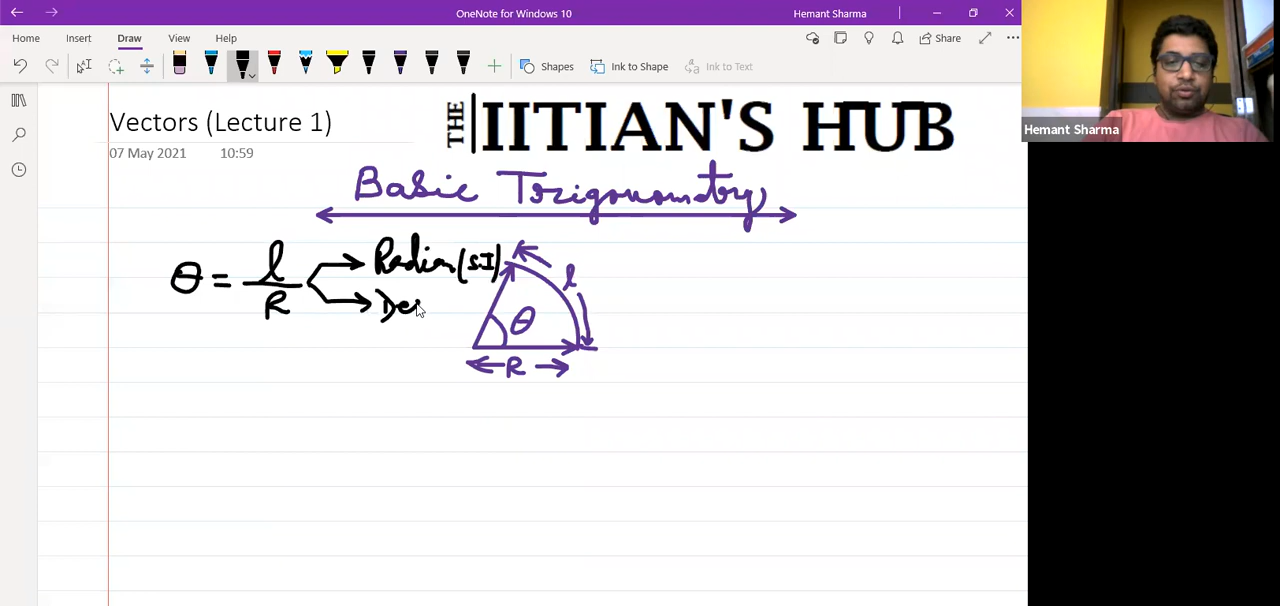 OneNote for Windows 10
Hemant Sharma
Home Insert Draw View Help
Share
Shapes Ink to Shape Ink to Text
Vectors (Lecture 1)
THE IITIAN'S HUB
07 May 2021 10:59
Basic Trigonometry
θ = l / R
Radian (SI)
De
l
θ
R
Hemant Sharma